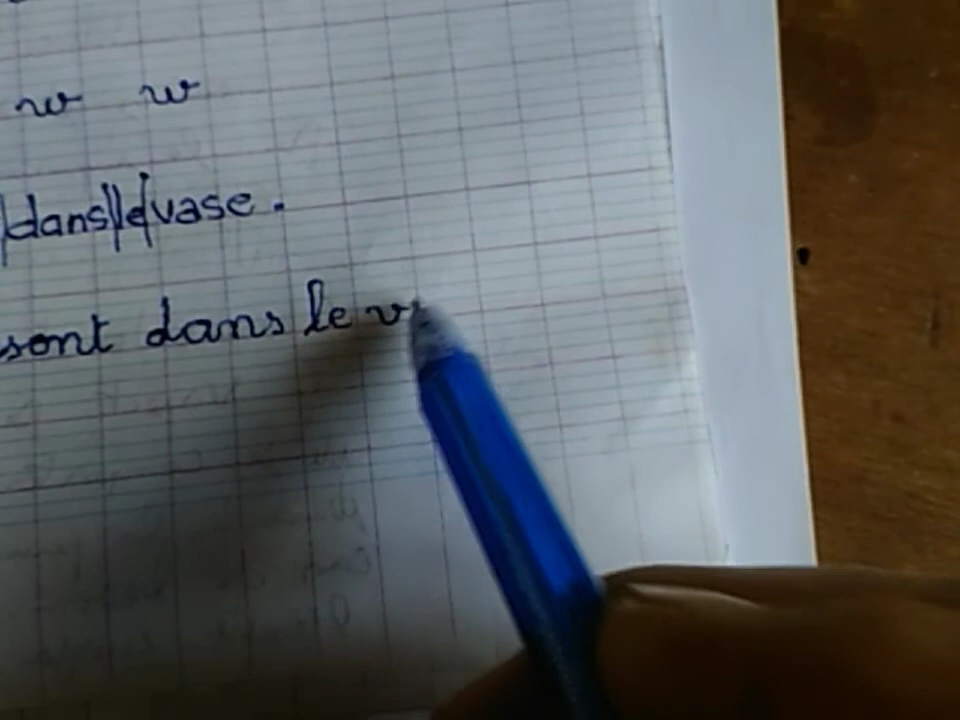 w w
dans/le/vase.
sont dans le v